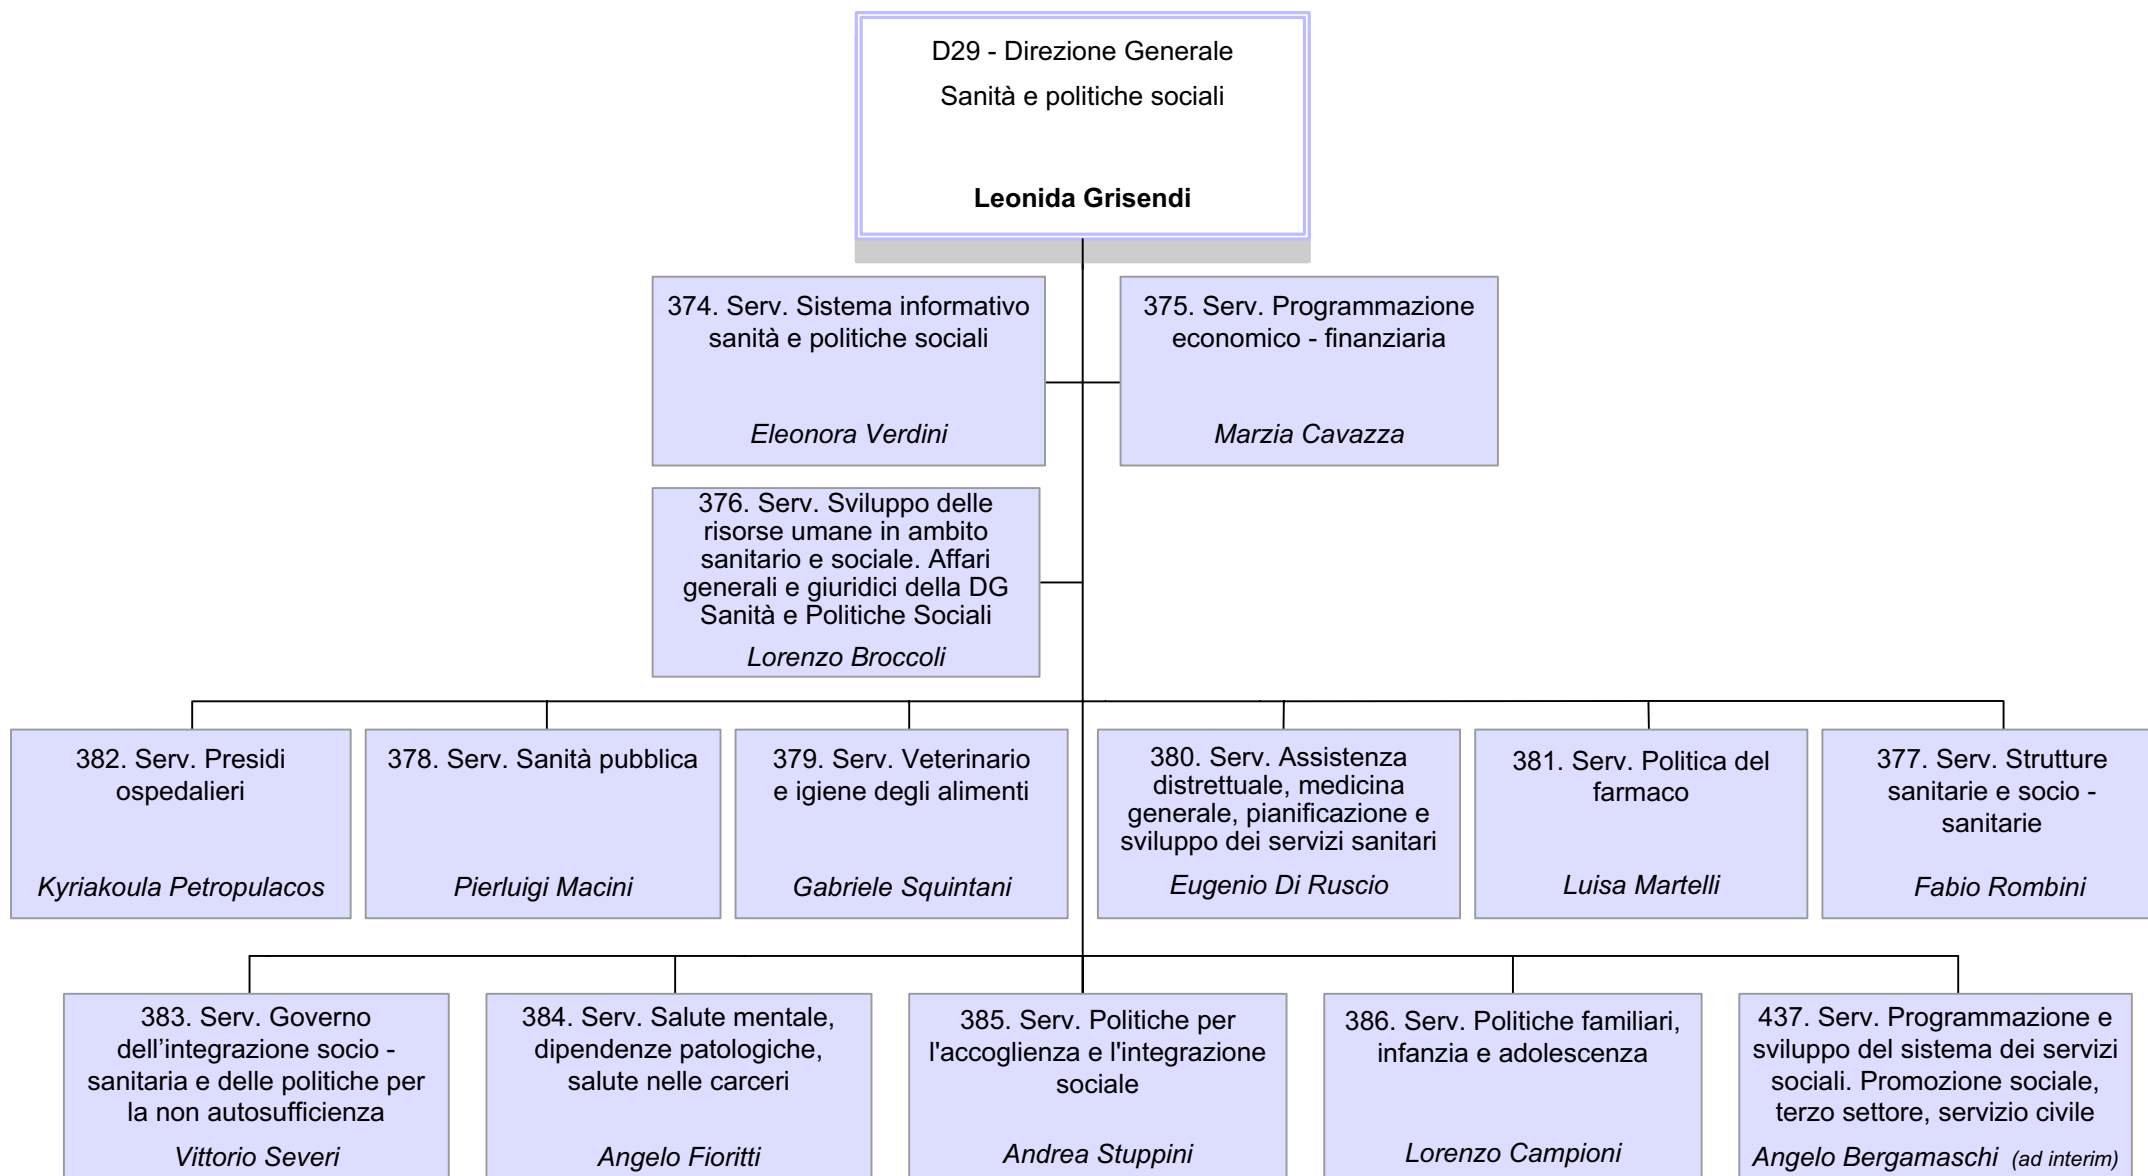 D29 - Direzione Generale
Sanità e politiche sociali
Leonida Grisendi
374. Serv. Sistema informativo
sanità e politiche sociali
Eleonora Verdini
375. Serv. Programmazione
economico - finanziaria
Marzia Cavazza
376. Serv. Sviluppo delle
risorse umane in ambito
sanitario e sociale. Affari
generali e giuridici della DG
Sanità e Politiche Sociali
Lorenzo Broccoli
382. Serv. Presidi
ospedalieri
Kyriakoula Petropulacos
378. Serv. Sanità pubblica
Pierluigi Macini
379. Serv. Veterinario
e igiene degli alimenti
Gabriele Squintani
380. Serv. Assistenza
distrettuale, medicina
generale, pianificazione e
sviluppo dei servizi sanitari
Eugenio Di Ruscio
381. Serv. Politica del
farmaco
Luisa Martelli
377. Serv. Strutture
sanitarie e socio -
sanitarie
Fabio Rombini
383. Serv. Governo
dell’integrazione socio -
sanitaria e delle politiche per
la non autosufficienza
Vittorio Severi
384. Serv. Salute mentale,
dipendenze patologiche,
salute nelle carceri
Angelo Fioritti
385. Serv. Politiche per
l'accoglienza e l'integrazione
sociale
Andrea Stuppini
386. Serv. Politiche familiari,
infanzia e adolescenza
Lorenzo Campioni
437. Serv. Programmazione e
sviluppo del sistema dei servizi
sociali. Promozione sociale,
terzo settore, servizio civile
Angelo Bergamaschi (ad interim)